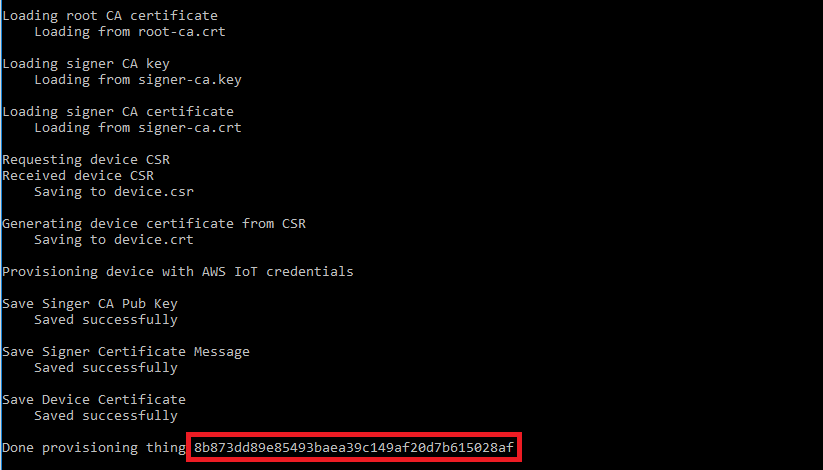 Loading root CA certificate
Loading from root-ca.crt
Loading signer CA key
Loading from signer-ca.key
Loading signer CA certificate
Loading from signer-ca.crt
Requesting device CSR
Received device CSR
Saving to device.csr
Generating device certificate from CSR
Saving to device.crt
Provisioning device with AWS IoT credentials
Save Singer CA Pub Key
Saved successfully
Save Signer Certificate Message
Saved successfully
Save Device Certificate
Saved successfully
Done provisioning thing 8b873dd89e85493baea39c149af20d7b615028af